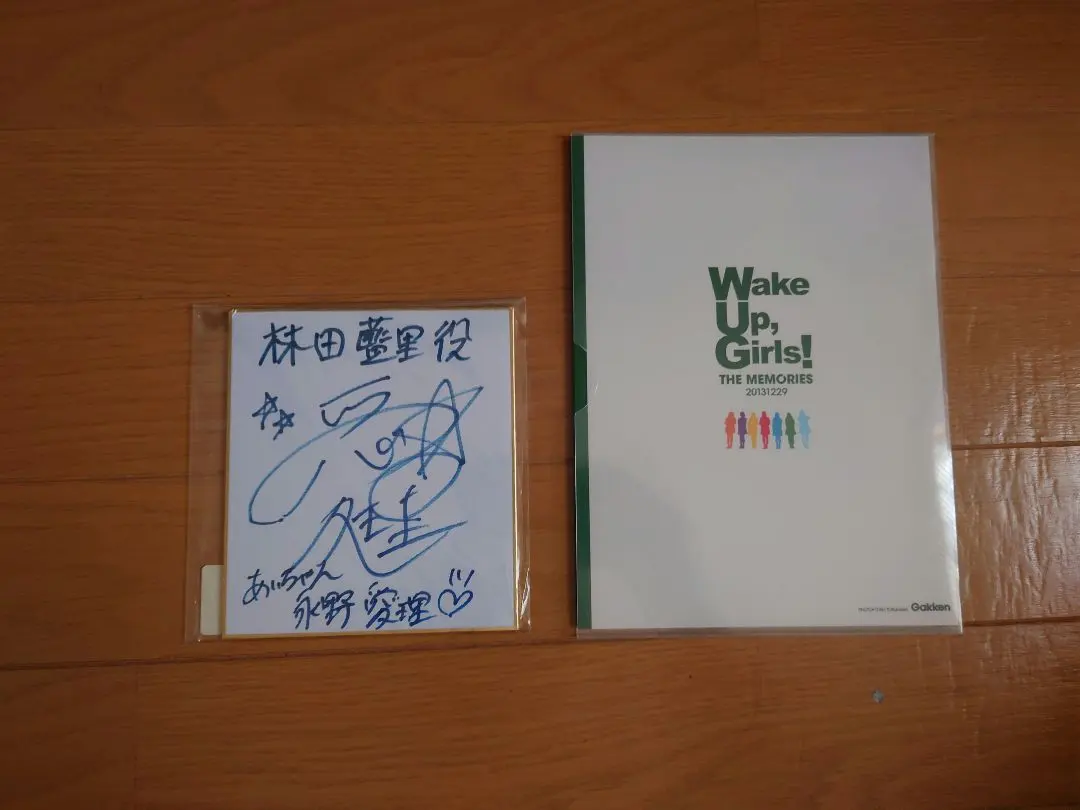 林田藍里役
あいちゃん
永野愛理
Wake
Up,
Girls!
THE MEMORIES
20131229
Gakken